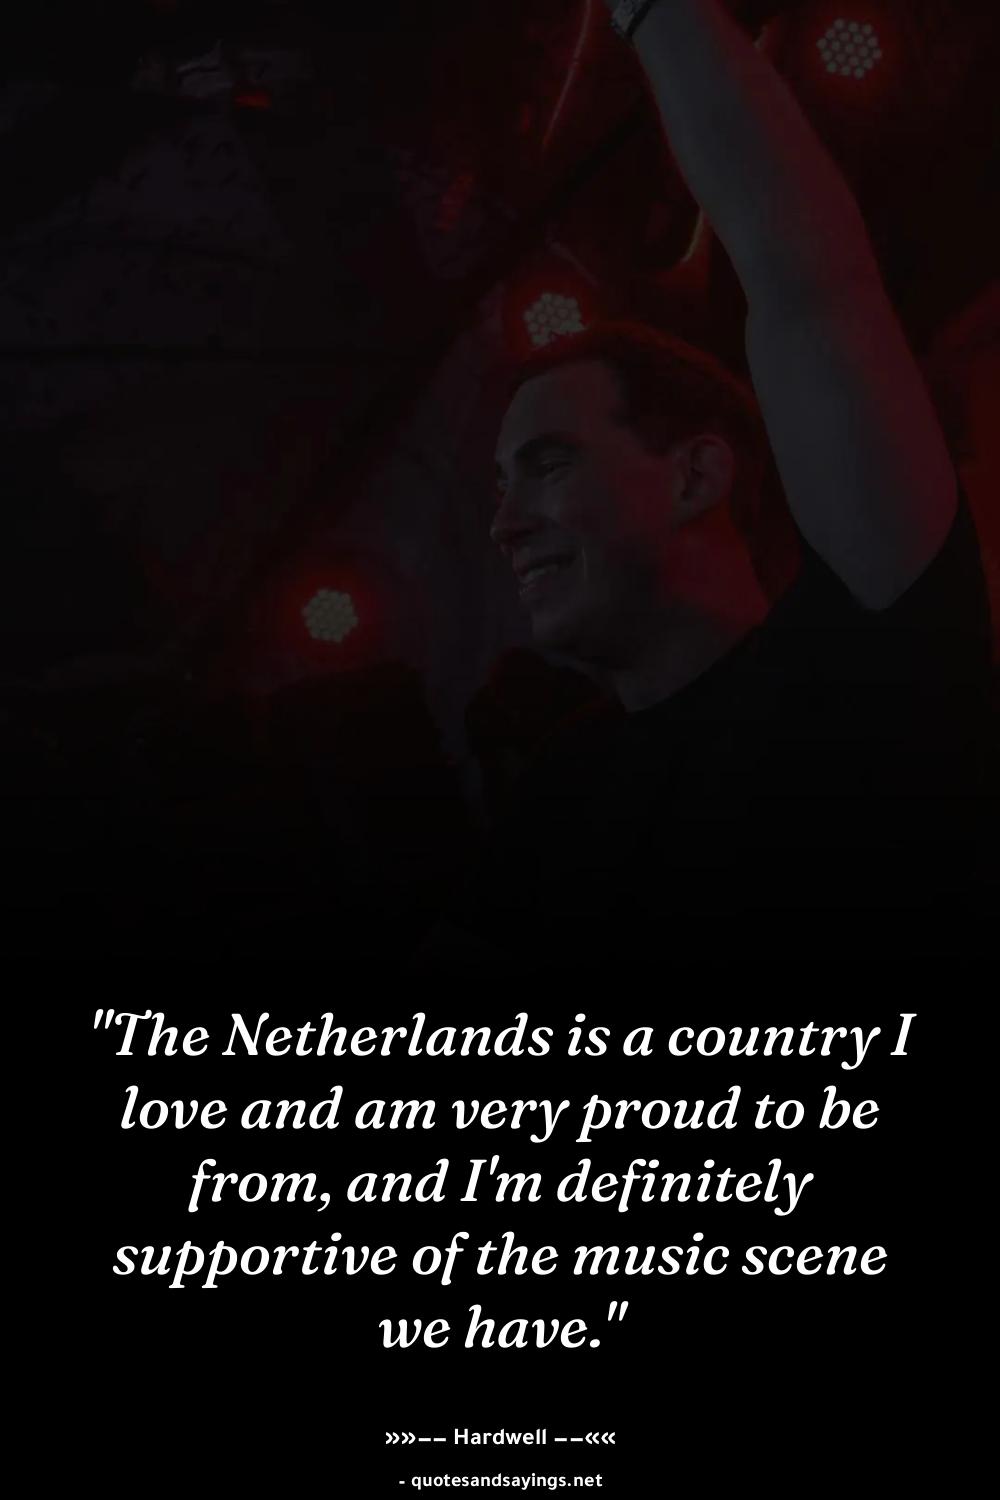 "The Netherlands is a country I
love and am very proud to be
from, and I'm definitely
supportive of the music scene
we have."
»»−− Hardwell −−««
- quotesandsayings.net